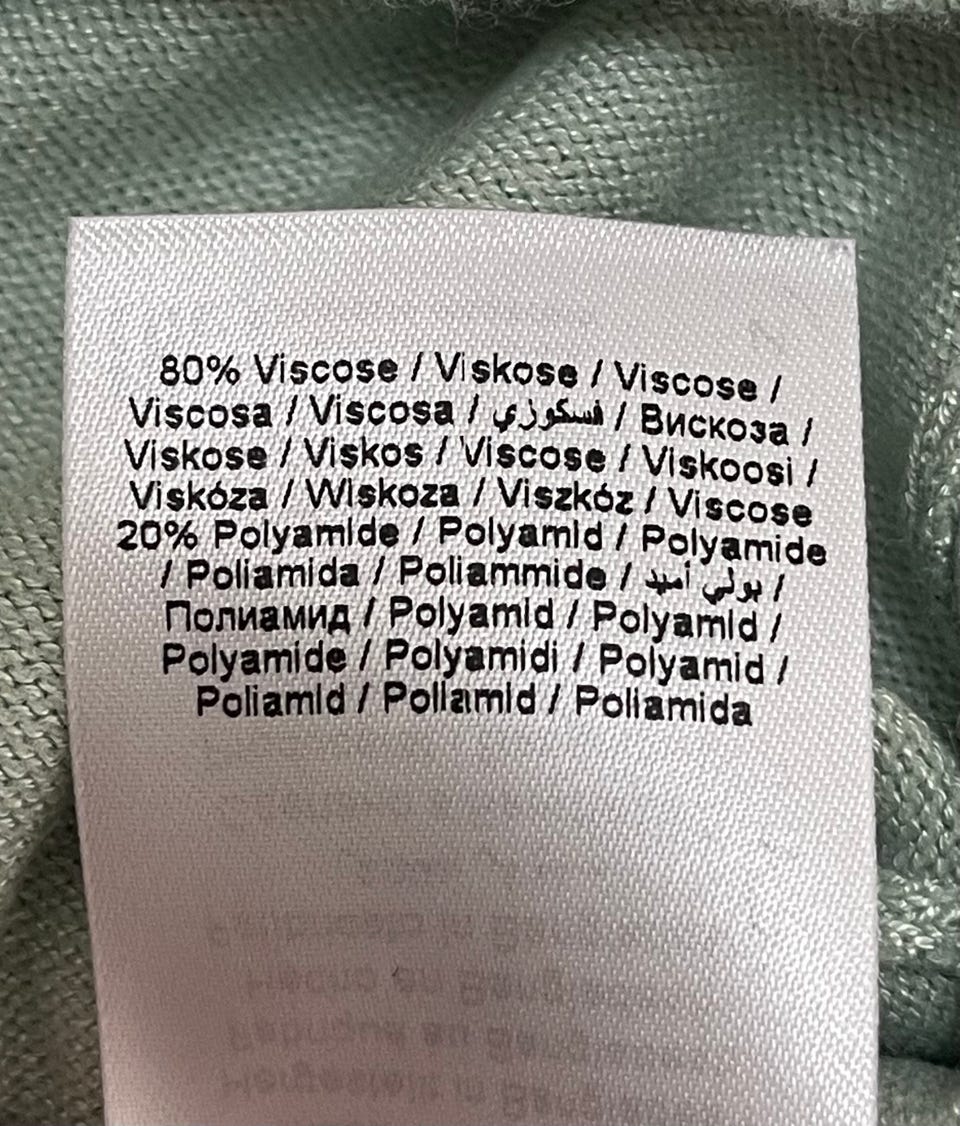 80% Viscose / Viskose / Viscose /
Viscosa / Viscosa / فسكوزي / Вискоза /
Viskose / Viskos / Viscose / Viskoosi /
Viskóza / Wiskoza / Viszkóz / Viscose
20% Polyamide / Polyamid / Polyamide
/ Poliamida / Poliammide / بولي أميد /
Полиамид / Polyamid / Polyamid /
Polyamide / Polyamidi / Polyamid /
Poliamid / Poliamid / Poliamida